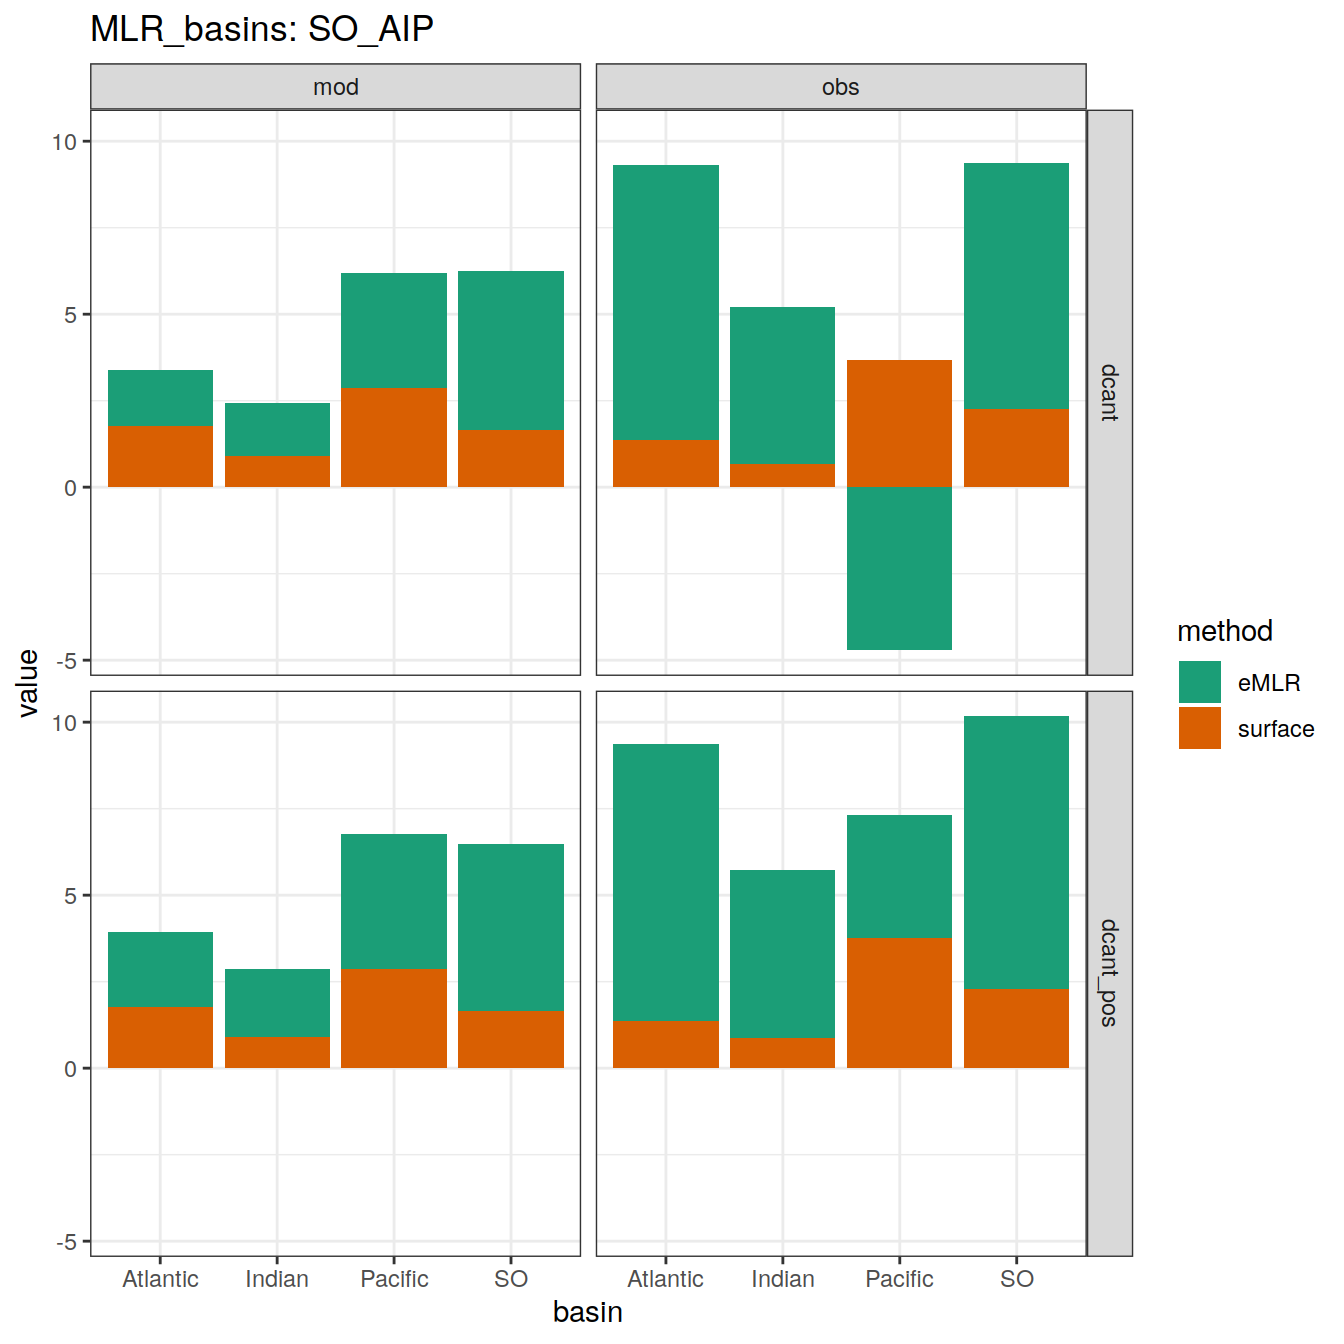 MLR_basins: SO_AIP
mod
obs
10
5
0
-5
dcant
10
5
0
-5
dcant_pos
value
Atlantic Indian Pacific SO
Atlantic Indian Pacific SO
basin
method
eMLR
surface